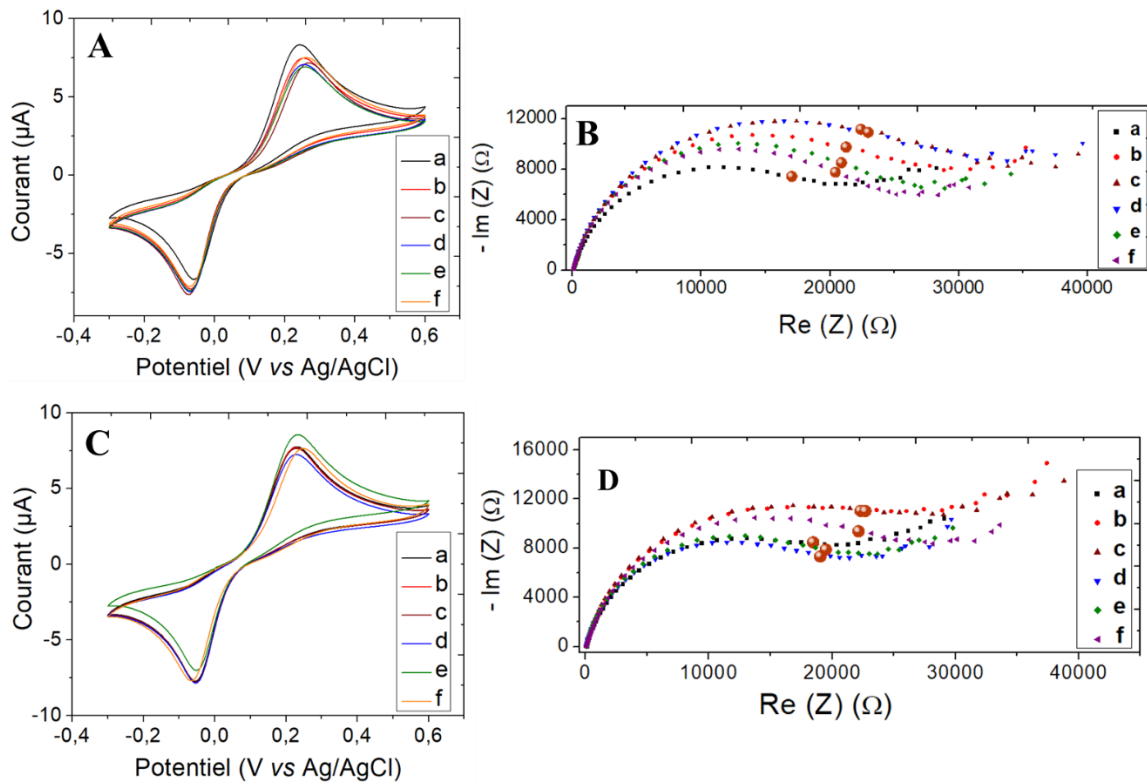 A
10
5
0
-5
Courant (µA)
-0,4 -0,2 0,0 0,2 0,4 0,6
Potentiel (V vs Ag/AgCl)
a
b
c
d
e
f
B
12000
8000
4000
0
- Im (Z) (Ω)
0 10000 20000 30000 40000
Re (Z) (Ω)
a
b
c
d
e
f
C
10
5
0
-5
-10
Courant (µA)
-0,4 -0,2 0,0 0,2 0,4 0,6
Potentiel (V vs Ag/AgCl)
a
b
c
d
e
f
D
16000
12000
8000
4000
0
- Im (Z) (Ω)
0 10000 20000 30000 40000
Re (Z) (Ω)
a
b
c
d
e
f